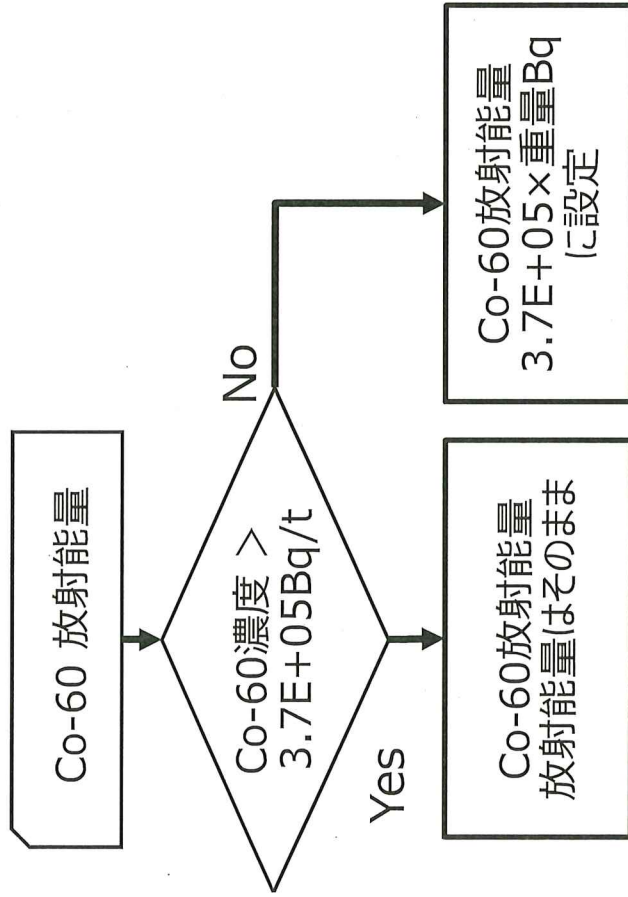 Co-60 放射能量
Co-60濃度 >
3.7E+05Bq/t
Yes
No
Co-60放射能量
放射能量はそのまま
Co-60放射能量
3.7E+05×重量Bq
に設定